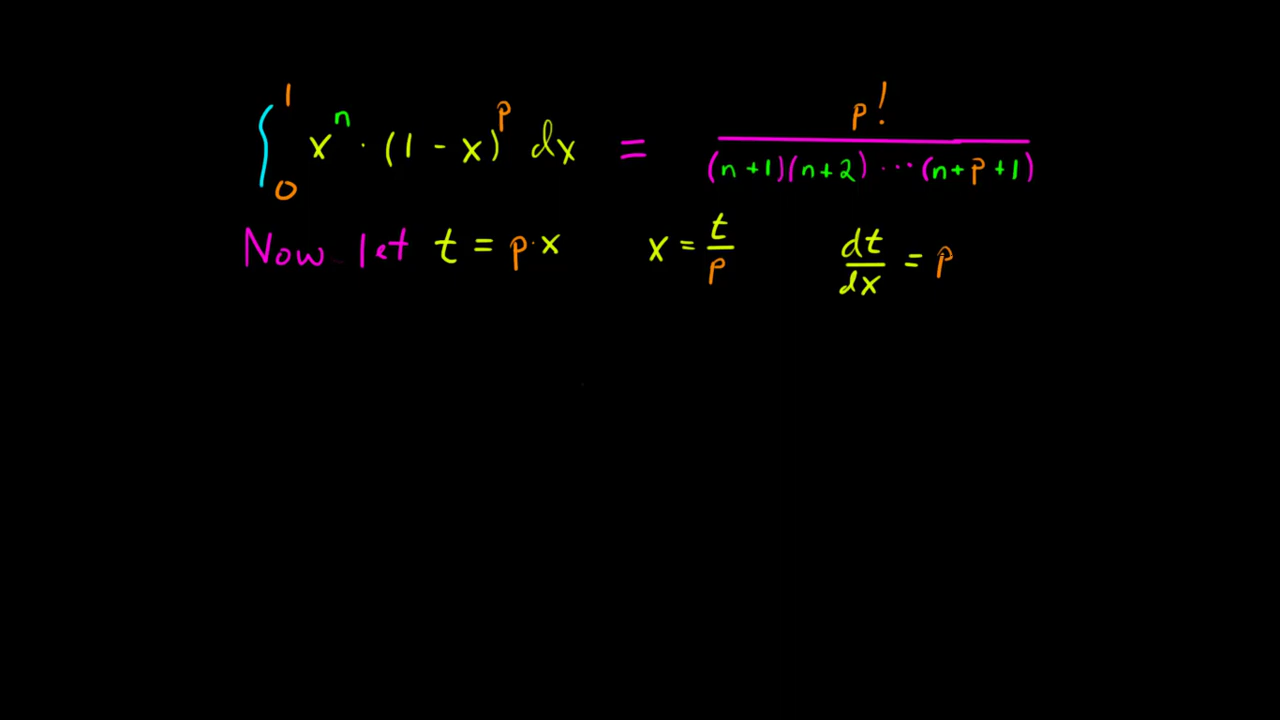 ∫₀¹ xⁿ · (1 - x)ᵖ dx = p! / (n+1)(n+2) ··· (n+p+1)
Now let t = p·x x = t/p dt/dx = p